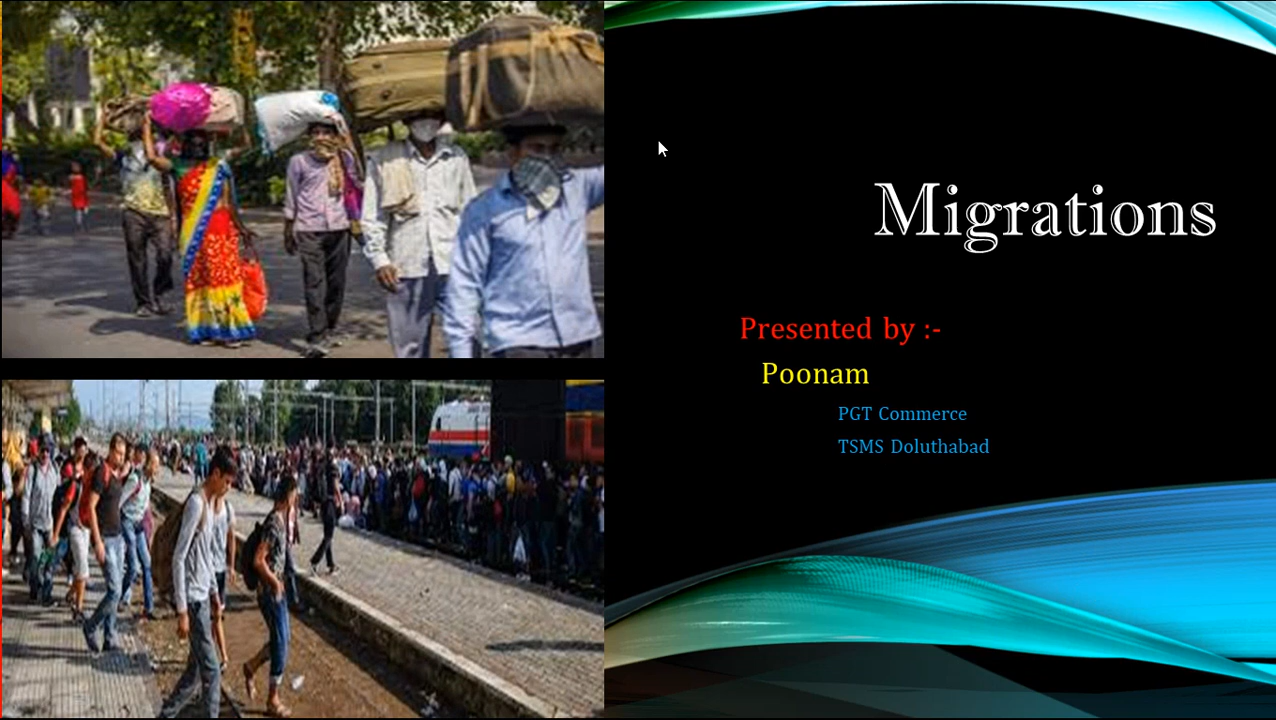 Migrations
Presented by :-
Poonam
PGT Commerce
TSMS Doluthabad